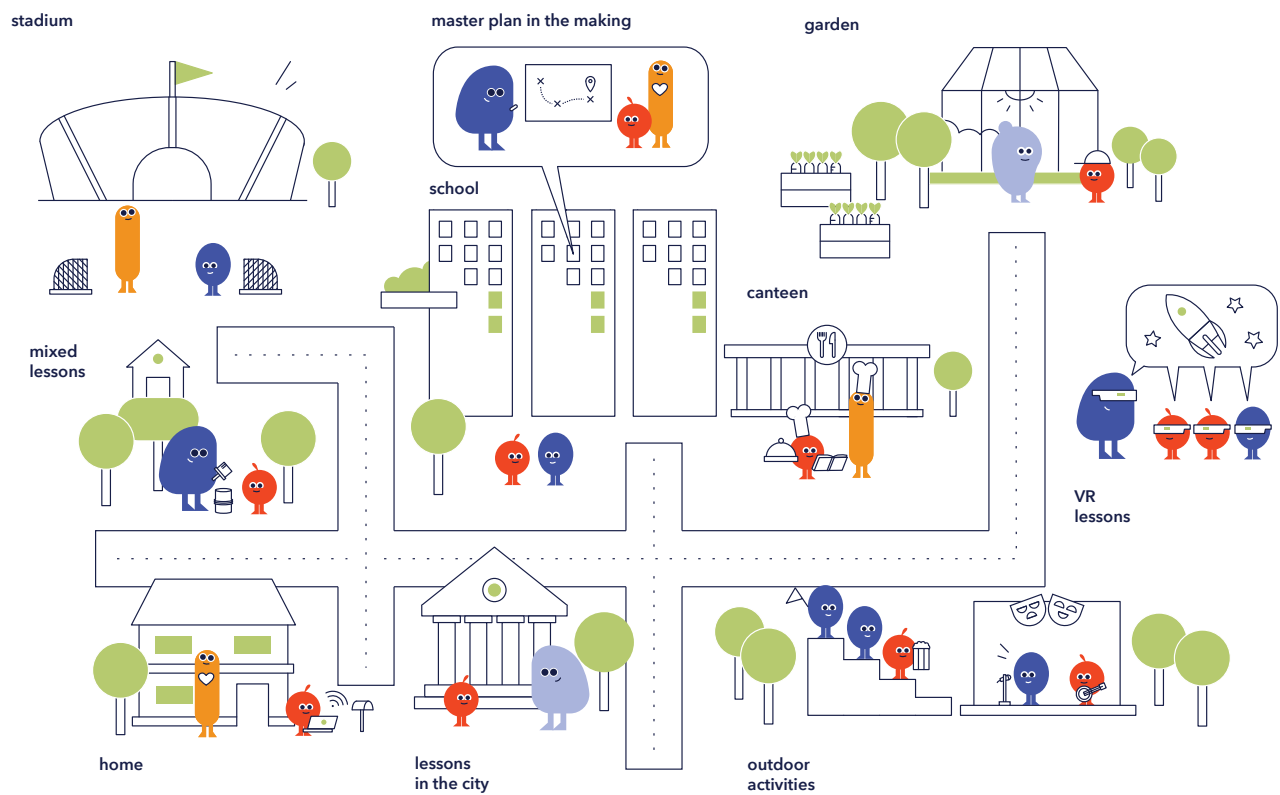 stadium
master plan in the making
garden
school
canteen
mixed
lessons
VR
lessons
home
lessons
in the city
outdoor
activities